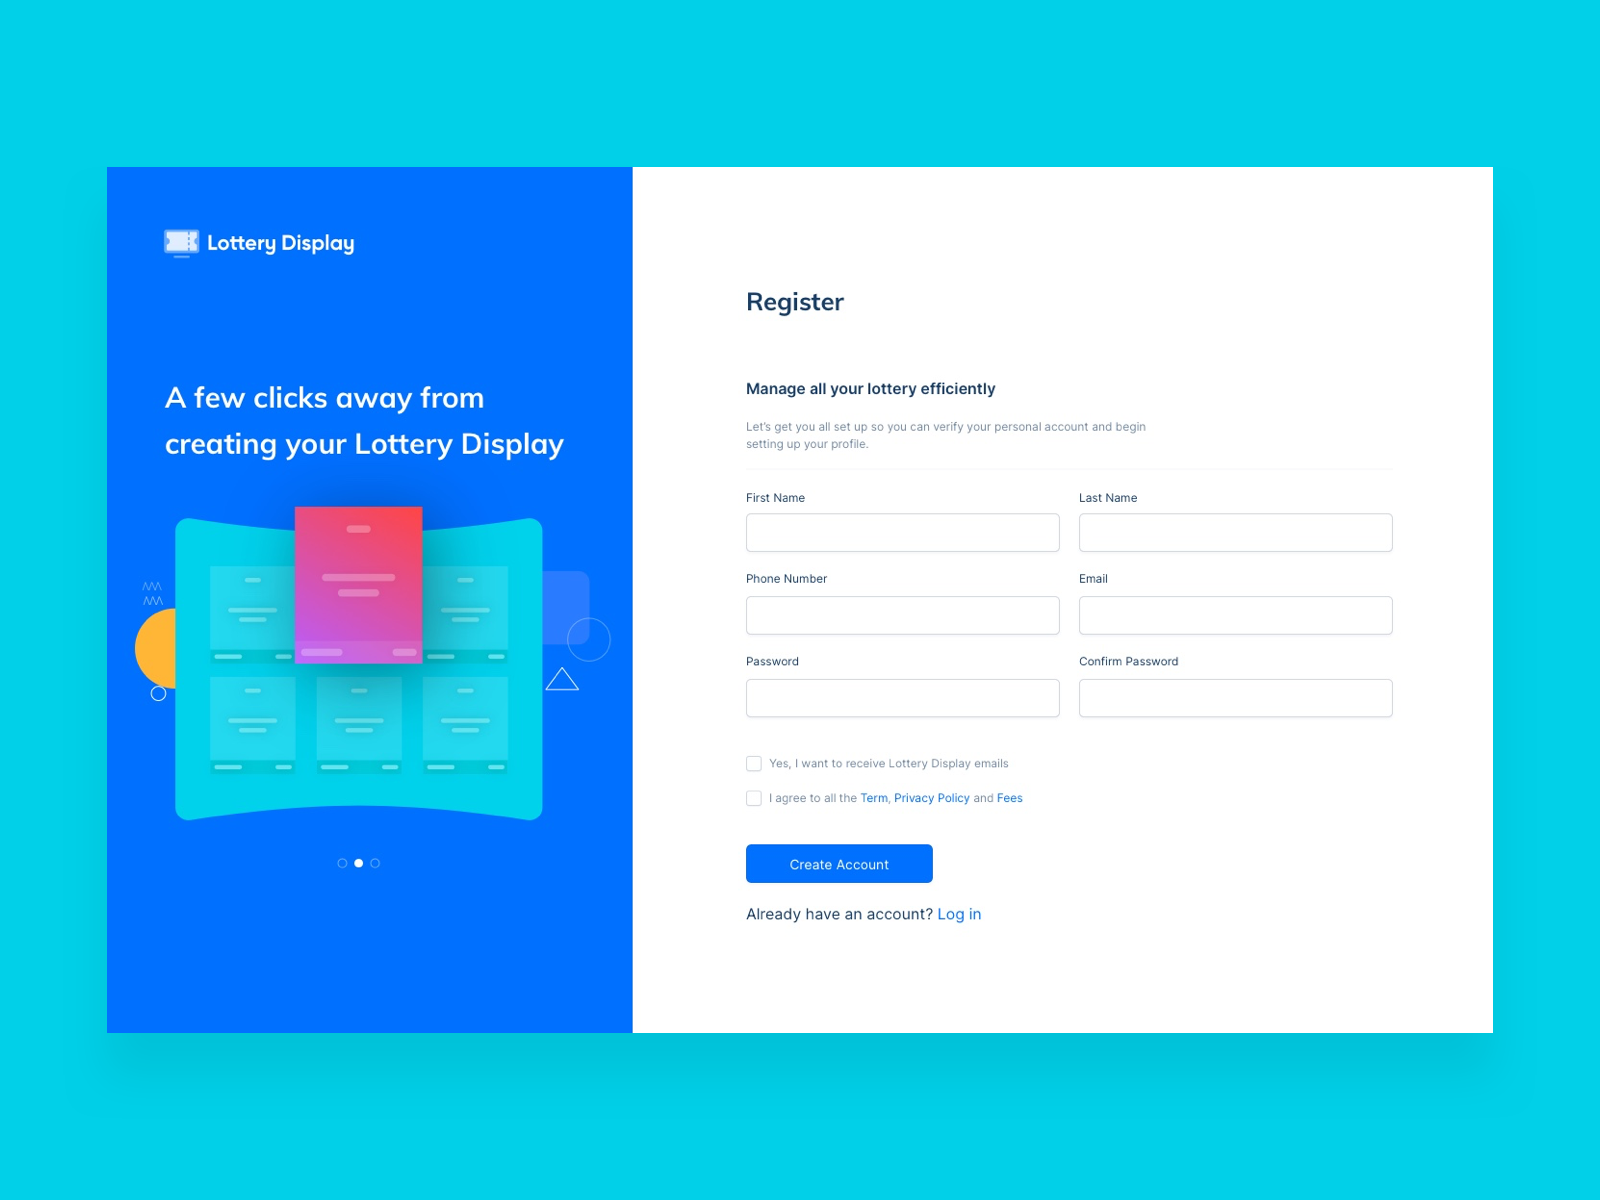 Lottery Display
A few clicks away from
creating your Lottery Display
Register
Manage all your lottery efficiently
Let's get you all set up so you can verify your personal account and begin
setting up your profile.
First Name
Last Name
Phone Number
Email
Password
Confirm Password
Yes, I want to receive Lottery Display emails
I agree to all the Term, Privacy Policy and Fees
Create Account
Already have an account? Log in